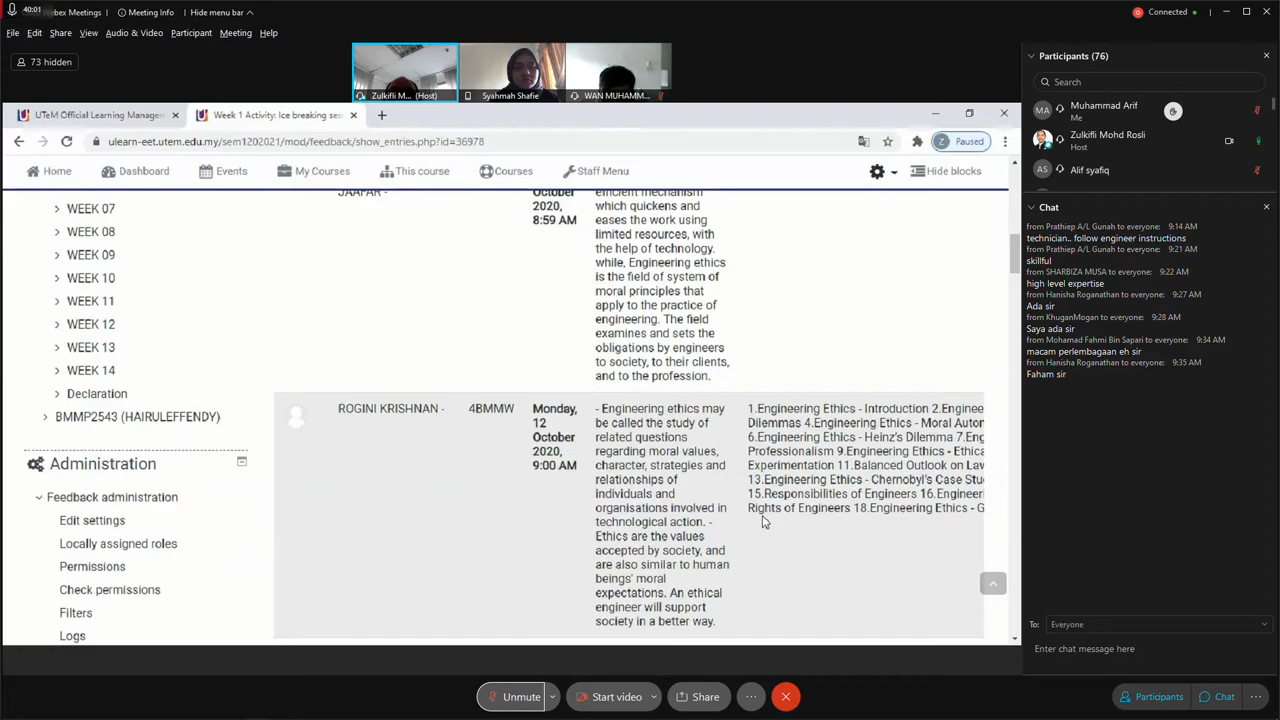 40:01
Webex Meetings
Meeting Info
Hide menu bar
Connected
File Edit Share View Audio & Video Participant Meeting Help
73 hidden
Zulkifli M... (Host)
Syahmah Shafie
WAN MUHAMM...
UTeM Official Learning Manager
Week 1 Activity: Ice breaking ses
ulearn-eet.utem.edu.my/sem1202021/mod/feedback/show_entries.php?id=36978
Z Paused
Home Dashboard Events My Courses This course Courses Staff Menu Hide blocks
WEEK 07
WEEK 08
WEEK 09
WEEK 10
WEEK 11
WEEK 12
WEEK 13
WEEK 14
Declaration
BMMP2543 (HAIRULEFFENDY)
Administration
Feedback administration
Edit settings
Locally assigned roles
Permissions
Check permissions
Filters
Logs
JAAFAR -
October
2020,
8:59 AM
efficient mechanism
which quickens and
eases the work using
limited resources, with
the help of technology.
while, Engineering ethics
is the field of system of
moral principles that
apply to the practice of
engineering. The field
examines and sets the
obligations by engineers
to society, to their clients,
and to the profession.
ROGINI KRISHNAN -
4BMMW
Monday,
12
October
2020,
9:00 AM
- Engineering ethics may
be called the study of
related questions
regarding moral values,
character, strategies and
relationships of
individuals and
organisations involved in
technological action. -
Ethics are the values
accepted by society, and
are also similar to human
beings' moral
expectations. An ethical
engineer will support
society in a better way.
1.Engineering Ethics - Introduction 2.Enginee
Dilemmas 4.Engineering Ethics - Moral Auton
6.Engineering Ethics - Heinz's Dilemma 7.Eng
Professionalism 9.Engineering Ethics - Ethica
Experimentation 11.Balanced Outlook on Law
13.Engineering Ethics - Chernobyl's Case Stu
15.Responsibilities of Engineers 16.Engineer
Rights of Engineers 18.Engineering Ethics - G
Participants (76)
Search
MA
Muhammad Arif
Me
Zulkifli Mohd Rosli
Host
AS
Alif syafiq
Chat
from Prathiep A/L Gunah to everyone: 9:14 AM
technician.. follow engineer instructions
from Prathiep A/L Gunah to everyone: 9:21 AM
skillful
from SHARBIZA MUSA to everyone: 9:22 AM
high level expertise
from Hanisha Roganathan to everyone: 9:27 AM
Ada sir
from KhuganMogan to everyone: 9:28 AM
Saya ada sir
from Mohamad Fahmi Bin Sapari to everyone: 9:34 AM
macam perlembagaan eh sir
from Hanisha Roganathan to everyone: 9:35 AM
Faham sir
To: Everyone
Enter chat message here
Unmute
Start video
Share
Participants
Chat